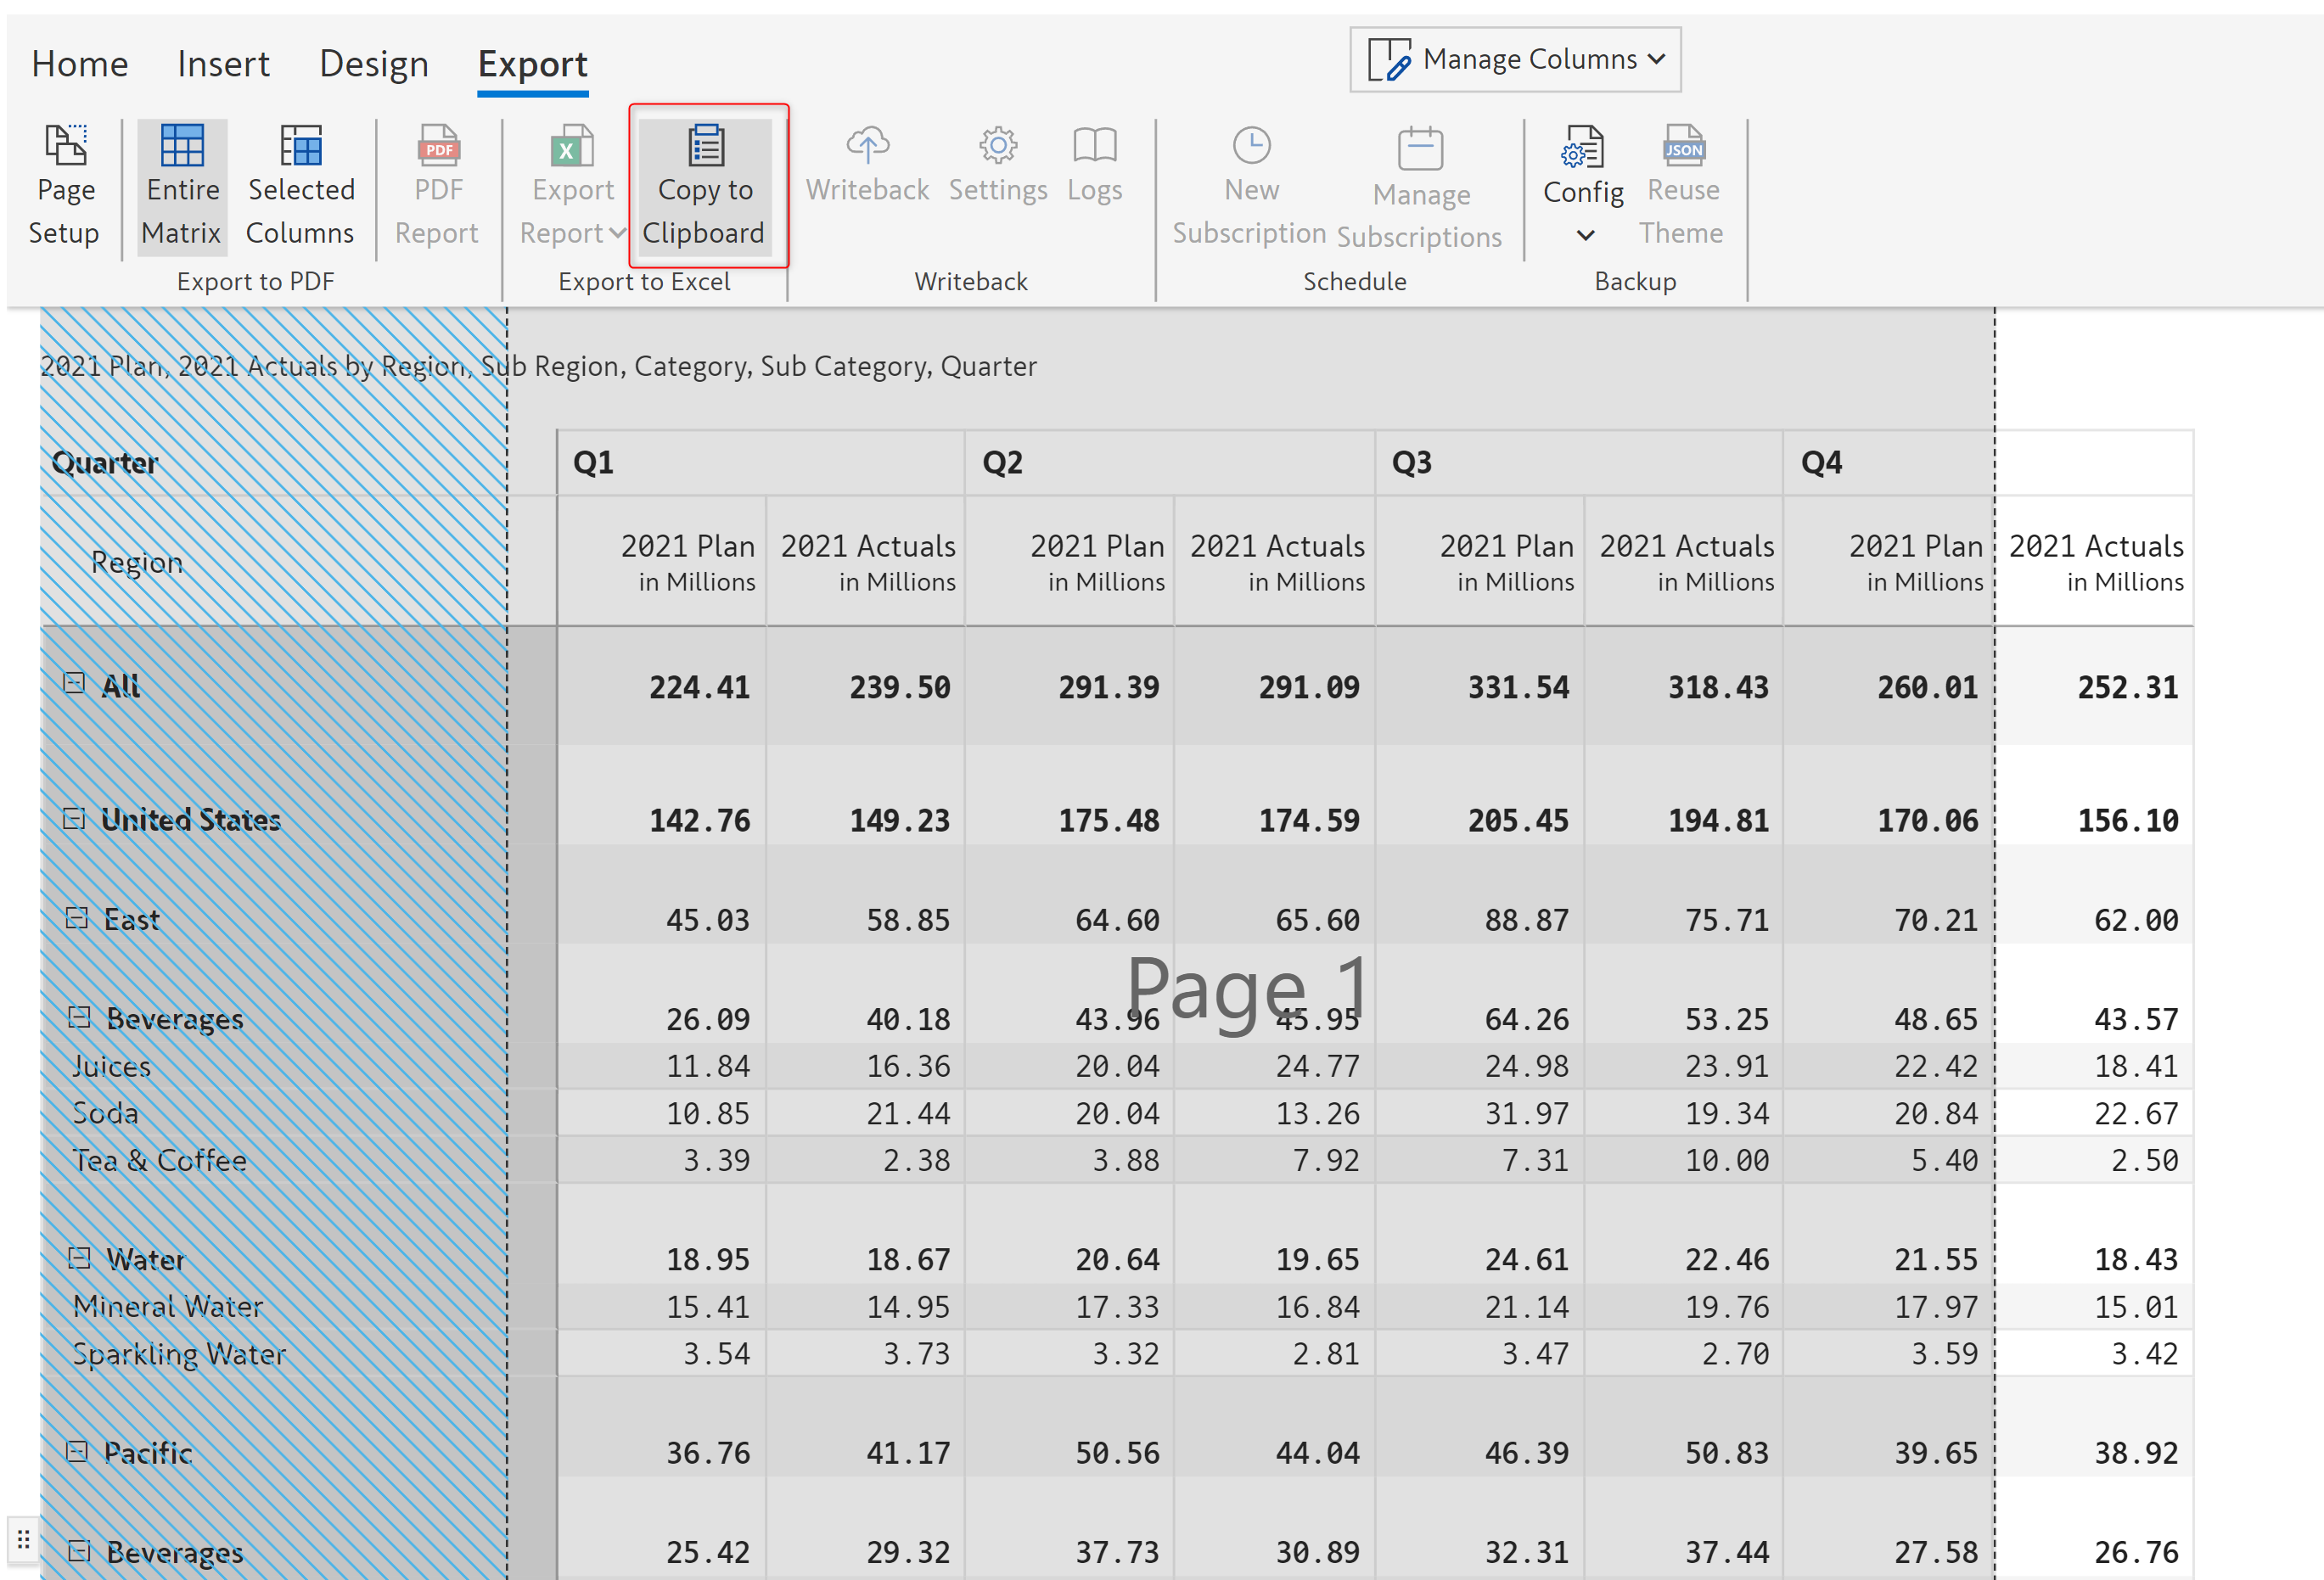 Home Insert Design Export Manage Columns
Page Setup Entire Matrix Selected Columns PDF Report Export Report Copy to Clipboard Writeback Settings Logs New Subscription Manage Subscriptions Config Reuse Theme
Export to PDF Export to Excel Writeback Schedule Backup
2021 Plan, 2021 Actuals by Region, Sub Region, Category, Sub Category, Quarter
Quarter Q1 Q2 Q3 Q4
Region 2021 Plan in Millions 2021 Actuals in Millions 2021 Plan in Millions 2021 Actuals in Millions 2021 Plan in Millions 2021 Actuals in Millions 2021 Plan in Millions 2021 Actuals in Millions
All 224.41 239.50 291.39 291.09 331.54 318.43 260.01 252.31
United States 142.76 149.23 175.48 174.59 205.45 194.81 170.06 156.10
East 45.03 58.85 64.60 65.60 88.87 75.71 70.21 62.00
Page 1
Beverages 26.09 40.18 43.96 45.95 64.26 53.25 48.65 43.57
Juices 11.84 16.36 20.04 24.77 24.98 23.91 22.42 18.41
Soda 10.85 21.44 20.04 13.26 31.97 19.34 20.84 22.67
Tea & Coffee 3.39 2.38 3.88 7.92 7.31 10.00 5.40 2.50
Water 18.95 18.67 20.64 19.65 24.61 22.46 21.55 18.43
Mineral Water 15.41 14.95 17.33 16.84 21.14 19.76 17.97 15.01
Sparkling Water 3.54 3.73 3.32 2.81 3.47 2.70 3.59 3.42
Pacific 36.76 41.17 50.56 44.04 46.39 50.83 39.65 38.92
Beverages 25.42 29.32 37.73 30.89 32.31 37.44 27.58 26.76